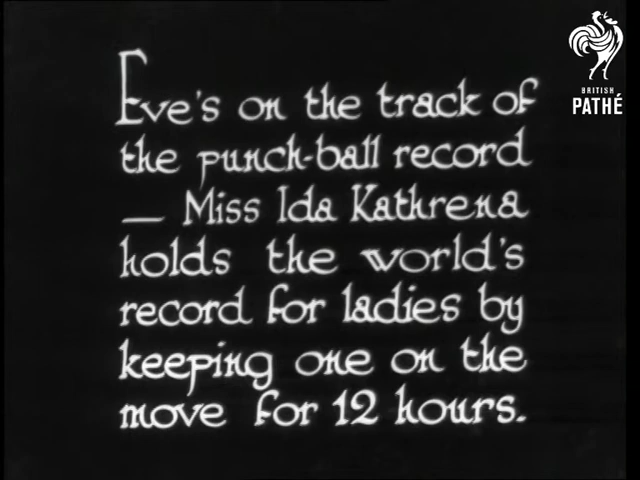 BRITISH
PATHÉ
Eve's on the track of
the punch-ball record
— Miss Ida Kathrena
holds the world's
record for ladies by
keeping one on the
move for 12 hours.